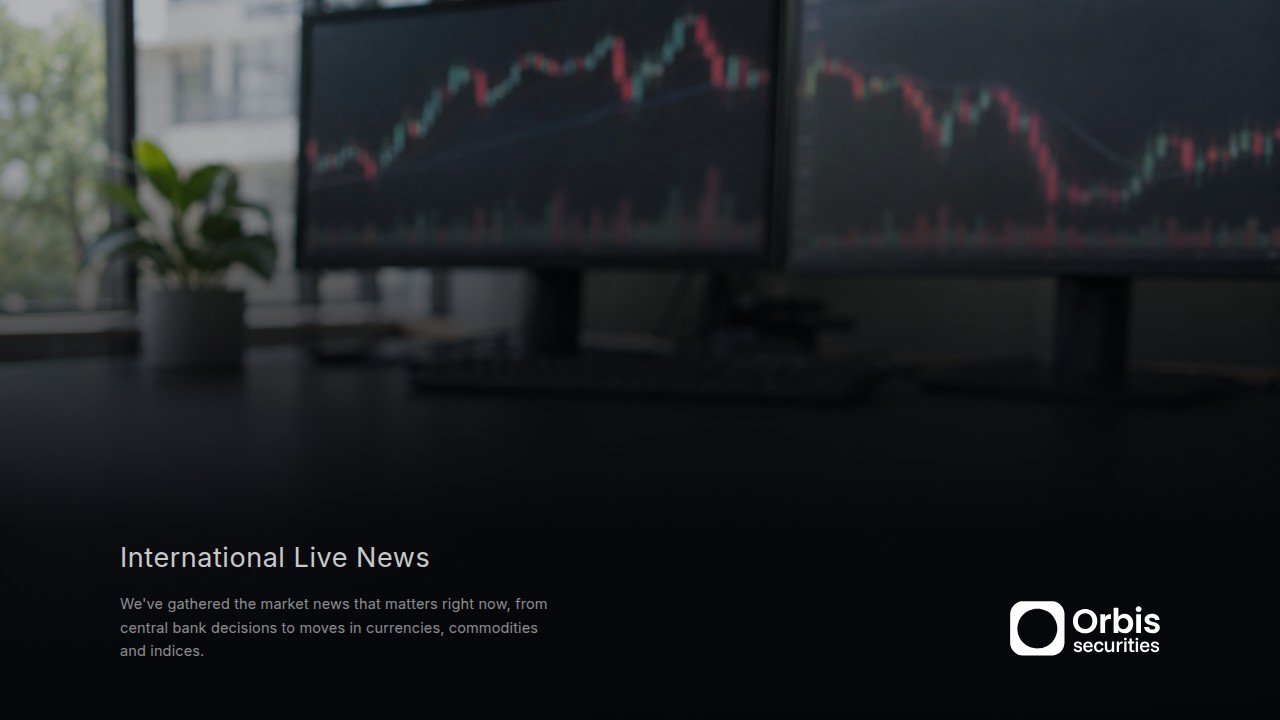 International Live News
We've gathered the market news that matters right now, from
central bank decisions to moves in currencies, commodities
and indices.
Orbis
securities